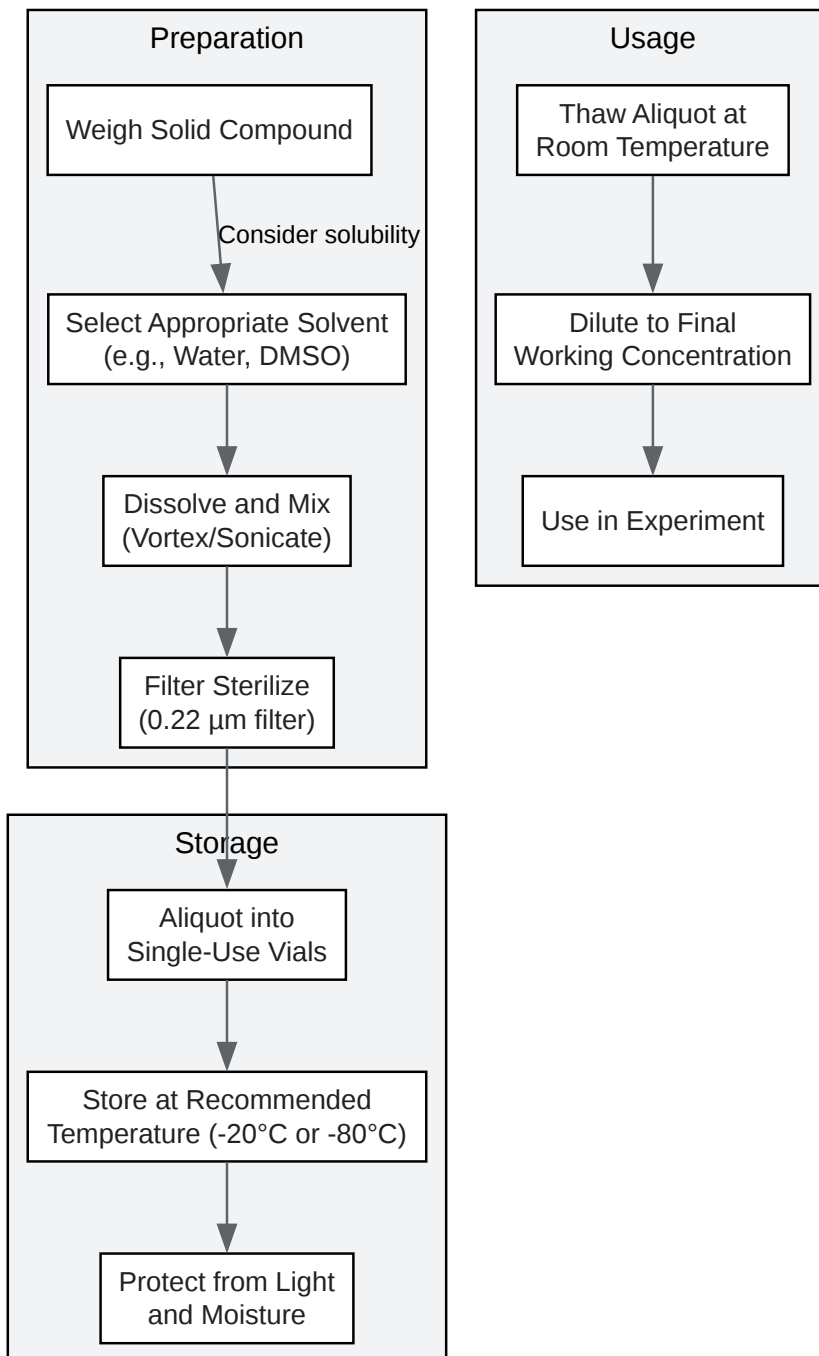 Preparation
Weigh Solid Compound
Consider solubility
Select Appropriate Solvent
(e.g., Water, DMSO)
Dissolve and Mix
(Vortex/Sonicate)
Filter Sterilize
(0.22 µm filter)
Storage
Aliquot into
Single-Use Vials
Store at Recommended
Temperature (-20°C or -80°C)
Protect from Light
and Moisture
Usage
Thaw Aliquot at
Room Temperature
Dilute to Final
Working Concentration
Use in Experiment